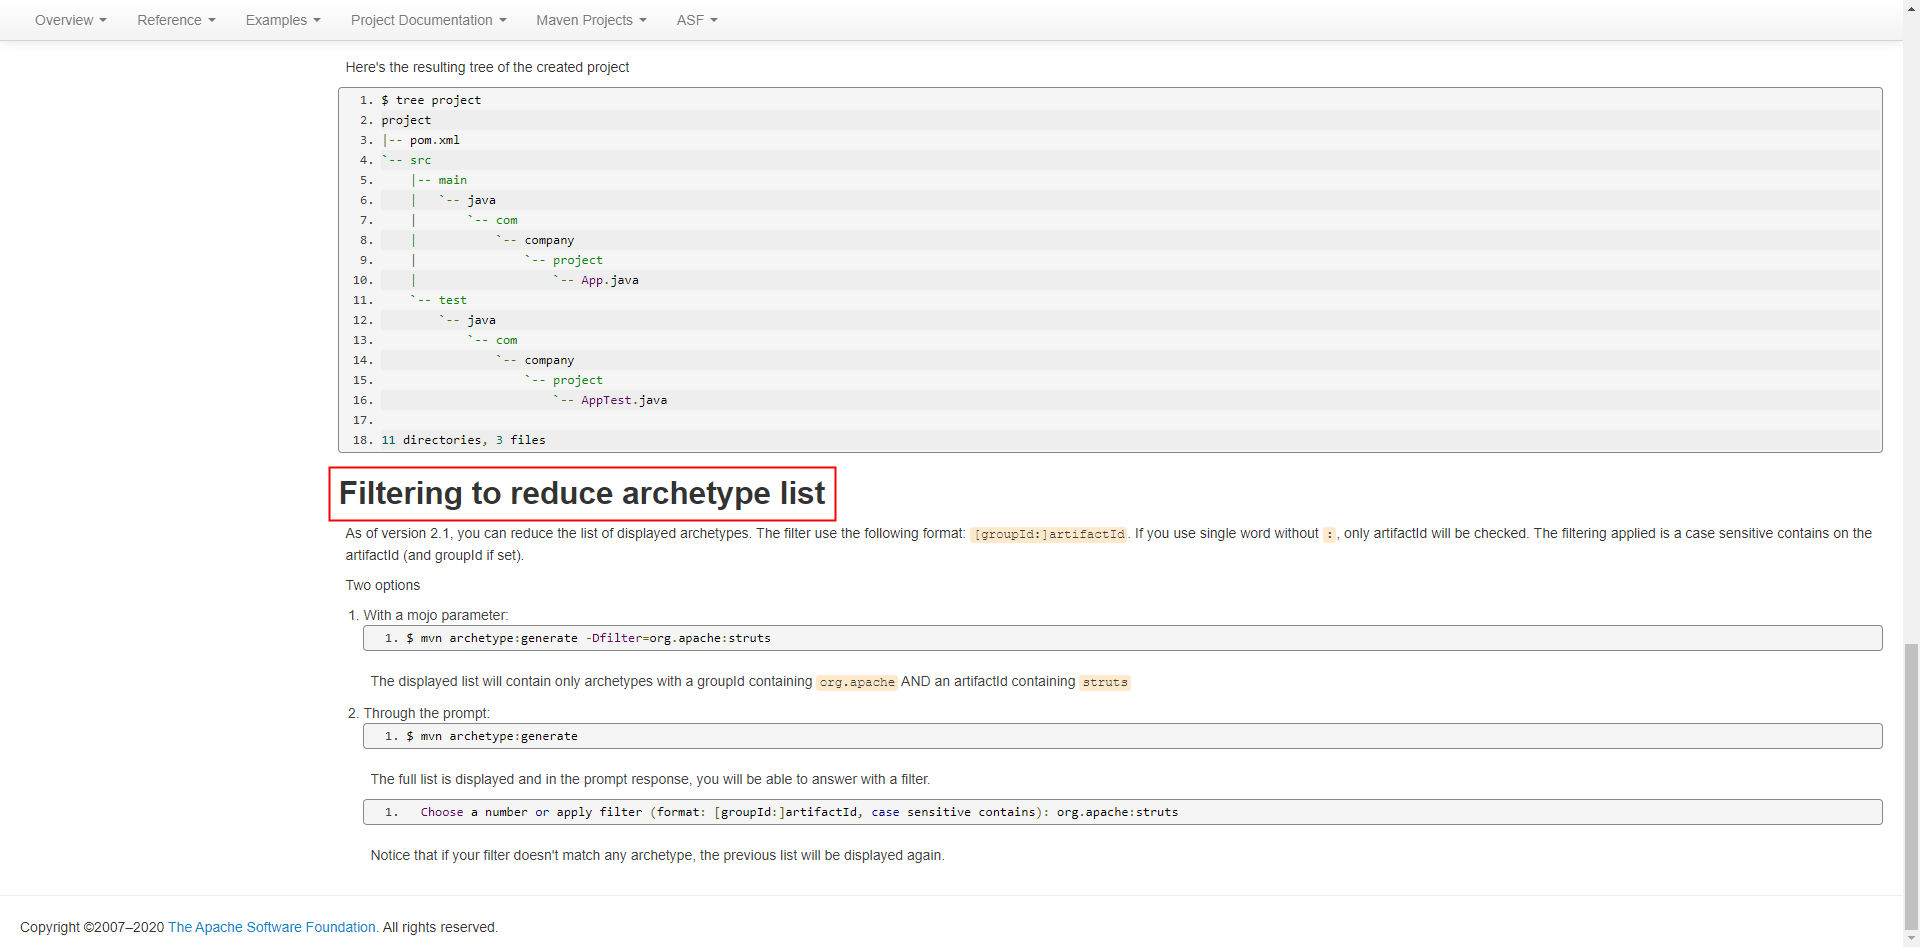 Overview Reference Examples Project Documentation Maven Projects ASF
Here's the resulting tree of the created project
1. $ tree project
2. project
3. |-- pom.xml
4. `-- src
5.     |-- main
6.     |   `-- java
7.     |       `-- com
8.     |           `-- company
9.     |               `-- project
10.     |                   `-- App.java
11.     `-- test
12.         `-- java
13.             `-- com
14.                 `-- company
15.                     `-- project
16.                         `-- AppTest.java
17.
18. 11 directories, 3 files
Filtering to reduce archetype list
As of version 2.1, you can reduce the list of displayed archetypes. The filter use the following format: [groupId:]artifactId. If you use single word without :, only artifactId will be checked. The filtering applied is a case sensitive contains on the
artifactId (and groupId if set).
Two options
1. With a mojo parameter:
1. $ mvn archetype:generate -Dfilter=org.apache:struts
The displayed list will contain only archetypes with a groupId containing org.apache AND an artifactId containing struts
2. Through the prompt:
1. $ mvn archetype:generate
The full list is displayed and in the prompt response, you will be able to answer with a filter.
1.   Choose a number or apply filter (format: [groupId:]artifactId, case sensitive contains): org.apache:struts
Notice that if your filter doesn't match any archetype, the previous list will be displayed again.
Copyright ©2007–2020 The Apache Software Foundation. All rights reserved.